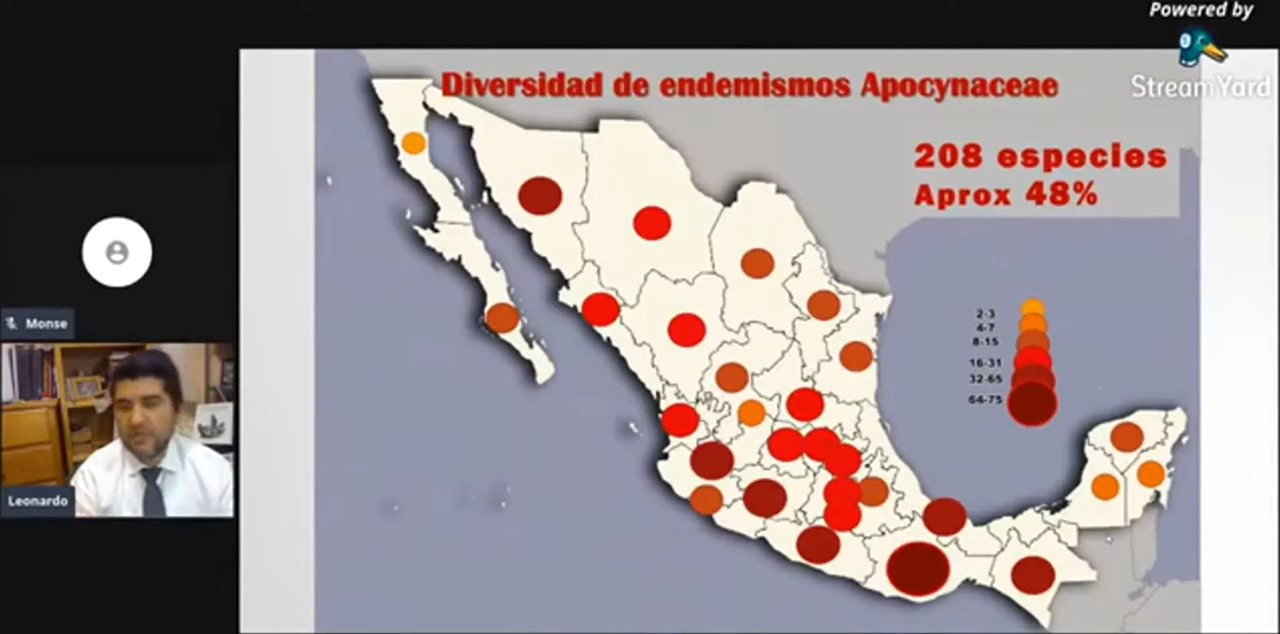 Powered by
StreamYard
Diversidad de endemismos Apocynaceae
208 especies
Aprox 48%
2-3
4-7
8-15
16-31
32-65
64-75
Monse
Leonardo